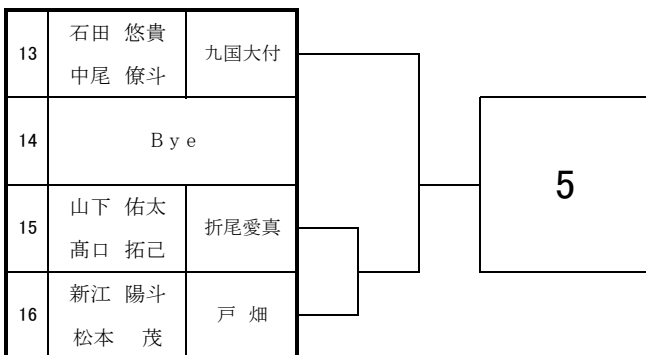 石田 悠貴
13 九国大付
中尾 僚斗
14 Bye
山下 佑太
15 折尾愛真
髙口 拓己
新江 陽斗
16 戸 畑
松本 茂
5